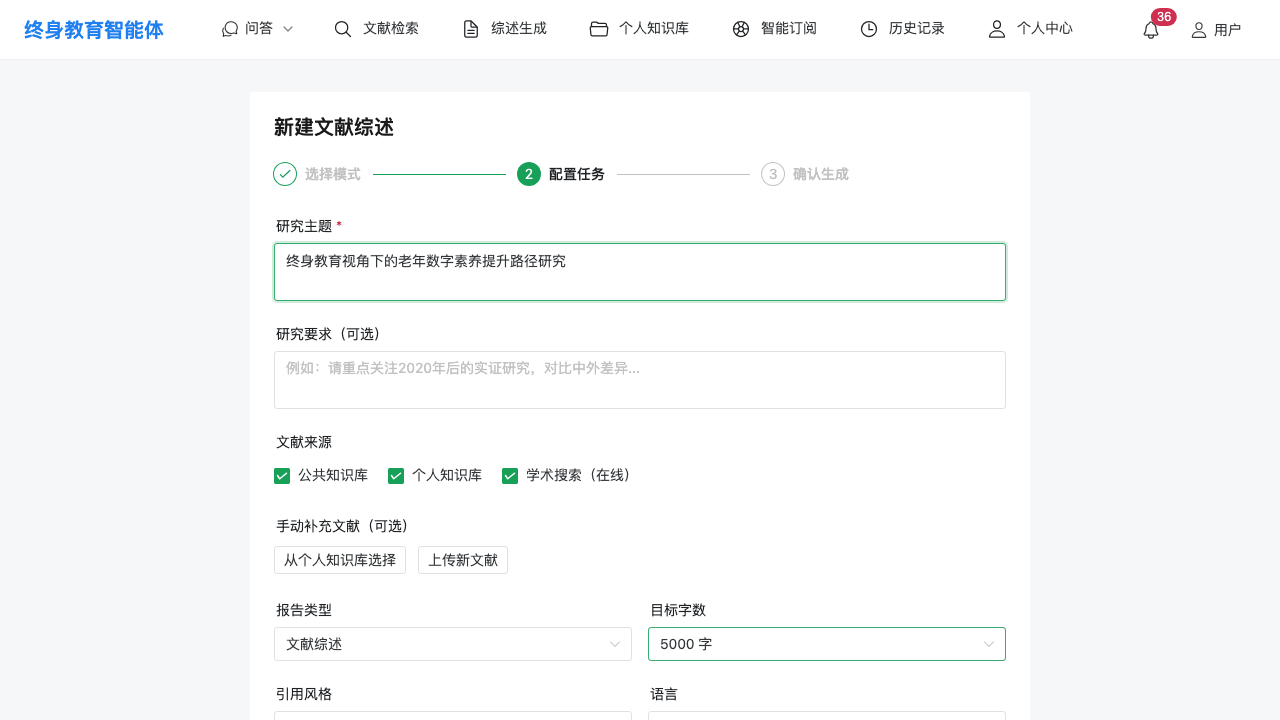 终身教育智能体
问答
文献检索
综述生成
个人知识库
智能订阅
历史记录
个人中心
36
用户
新建文献综述
选择模式
2 配置任务
3 确认生成
研究主题 *
终身教育视角下的老年数字素养提升路径研究
研究要求（可选）
例如：请重点关注2020年后的实证研究，对比中外差异...
文献来源
公共知识库
个人知识库
学术搜索（在线）
手动补充文献（可选）
从个人知识库选择
上传新文献
报告类型
目标字数
文献综述
5000 字
引用风格
语言